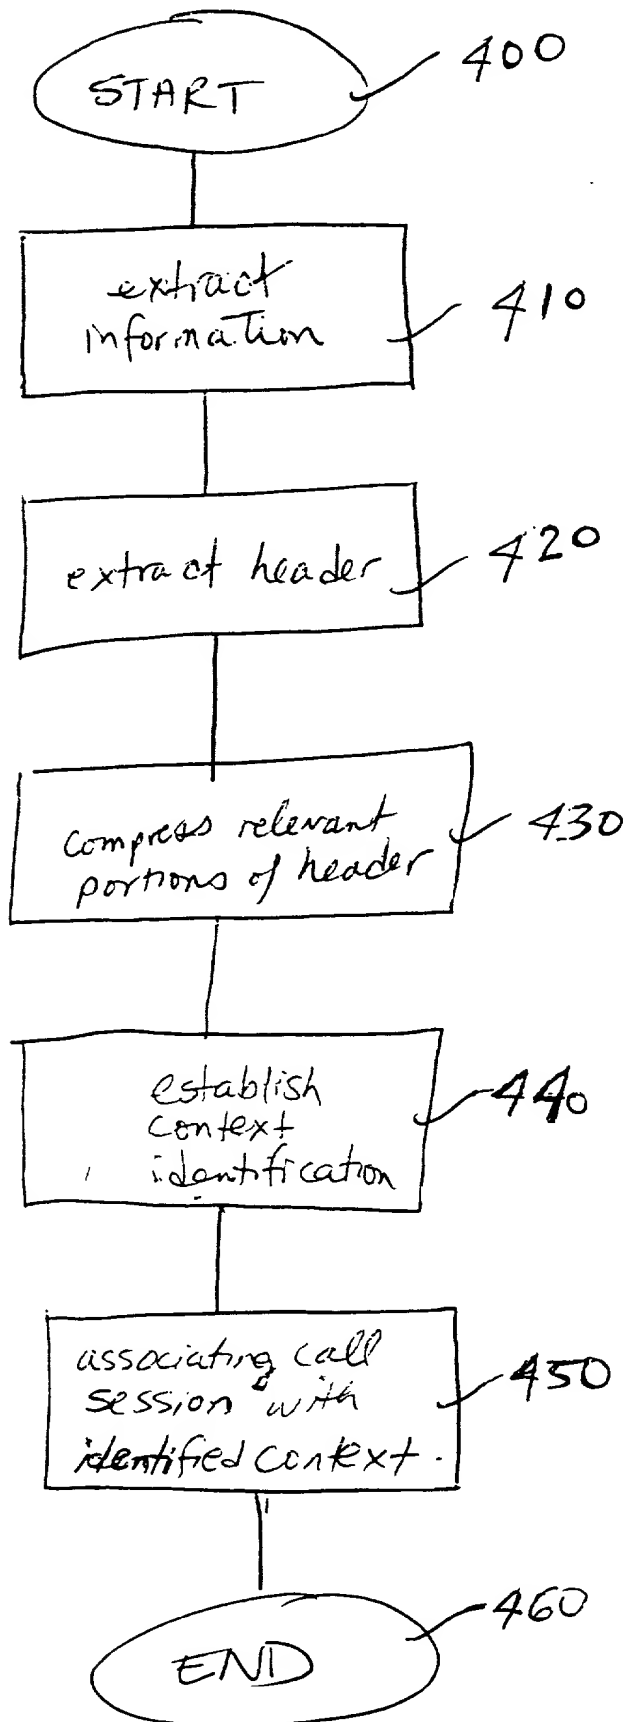 START
400
extract
information
410
extract header
420
compress relevant
portions of header
430
establish
context
identification
440
associating call
session with
identified context.
450
END
460